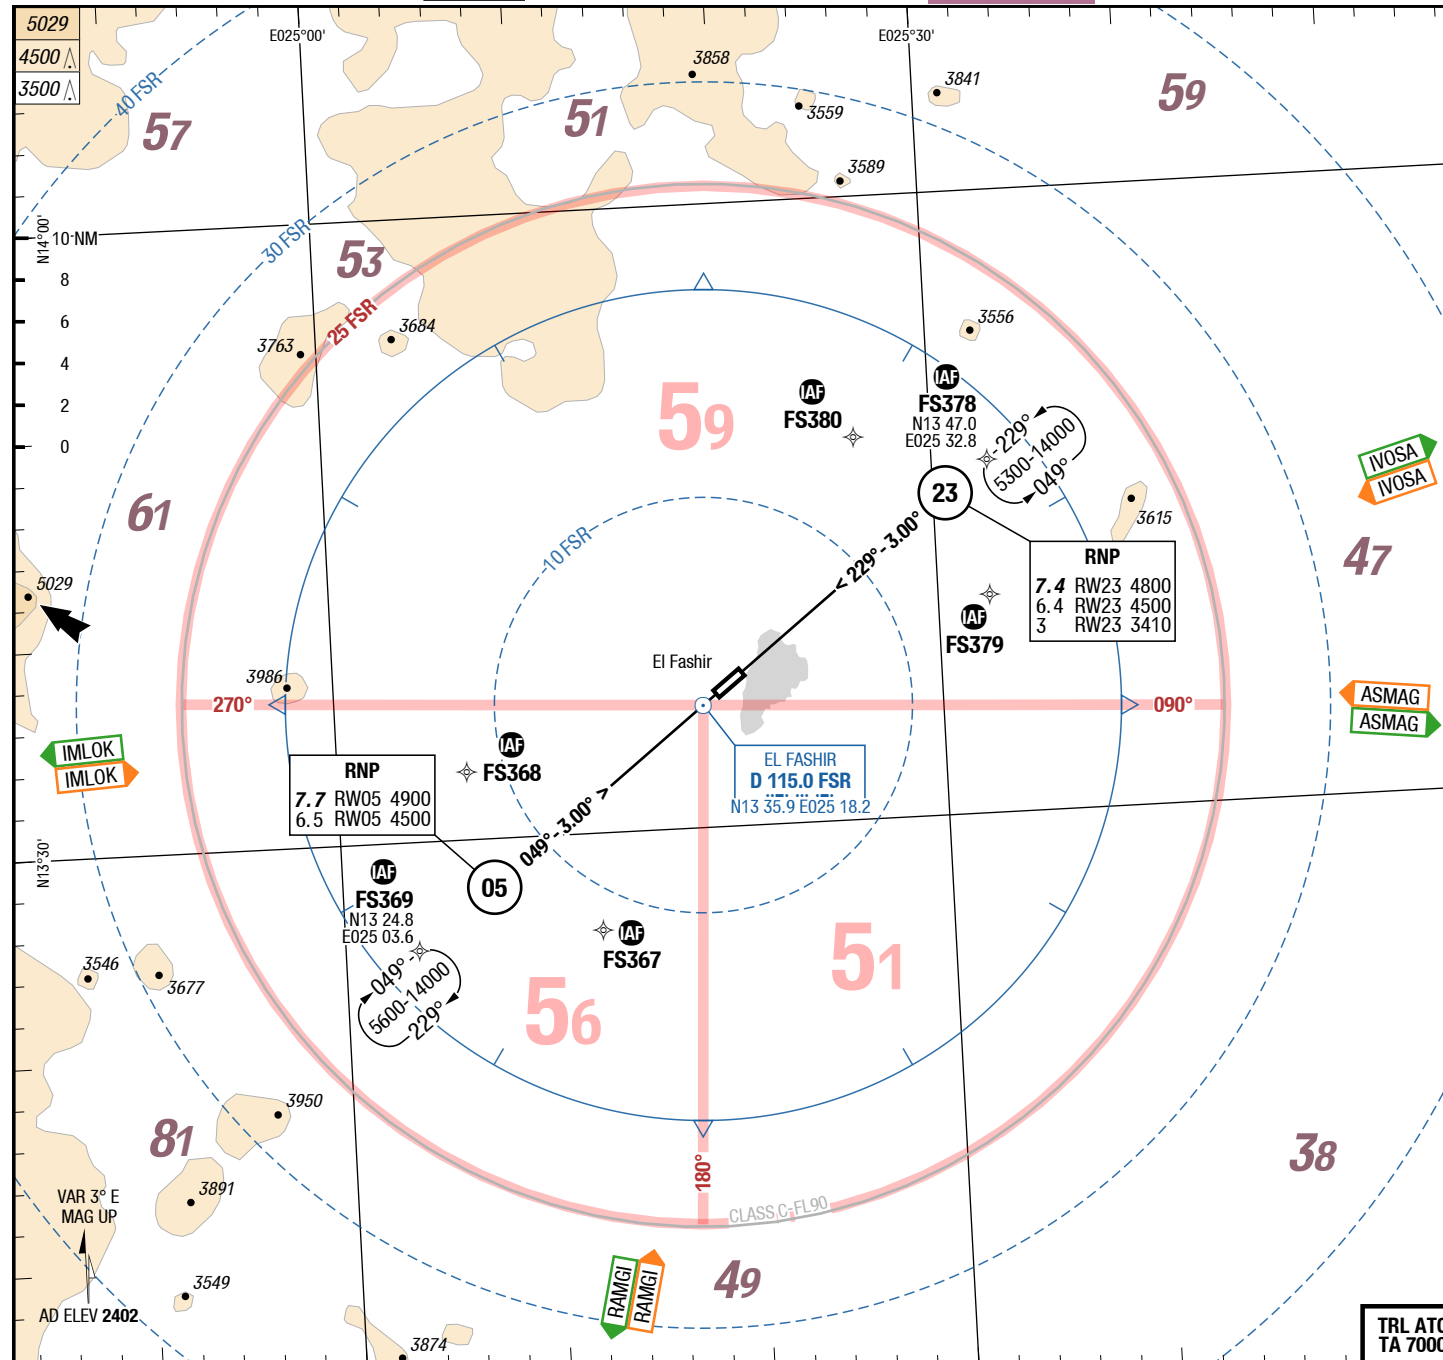 5029
4500
3500
E025°00'
E025°30'
40 FSR
57
51
59
3858
3559
3841
3589
N14°00'
10 NM
8
6
4
2
0
30 FSR
53
25 FSR
3763
3684
3556
59
IAF
FS380
IAF
FS378
N13 47.0
E025 32.8
229°
5300-14000
049°
IVOSA
IVOSA
61
23
3615
47
10 FSR
< 229°-3.00°
RNP
7.4 RW23 4800
6.4 RW23 4500
3 RW23 3410
5029
IAF
FS379
El Fashir
3986
270°
090°
ASMAG
ASMAG
IMLOK
IMLOK
IAF
FS368
EL FASHIR
D 115.0 FSR
N13 35.9 E025 18.2
RNP
7.7 RW05 4900
6.5 RW05 4500
049°-3.00° >
N13°30'
05
IAF
FS369
N13 24.8
E025 03.6
049°
5600-14000
229°
IAF
FS367
51
56
3546
3677
3950
81
3891
180°
CLASS C-FL90
38
VAR 3° E
MAG UP
3549
AD ELEV 2402
RAMGI
RAMGI
49
3874
TRL ATC
TA 7000